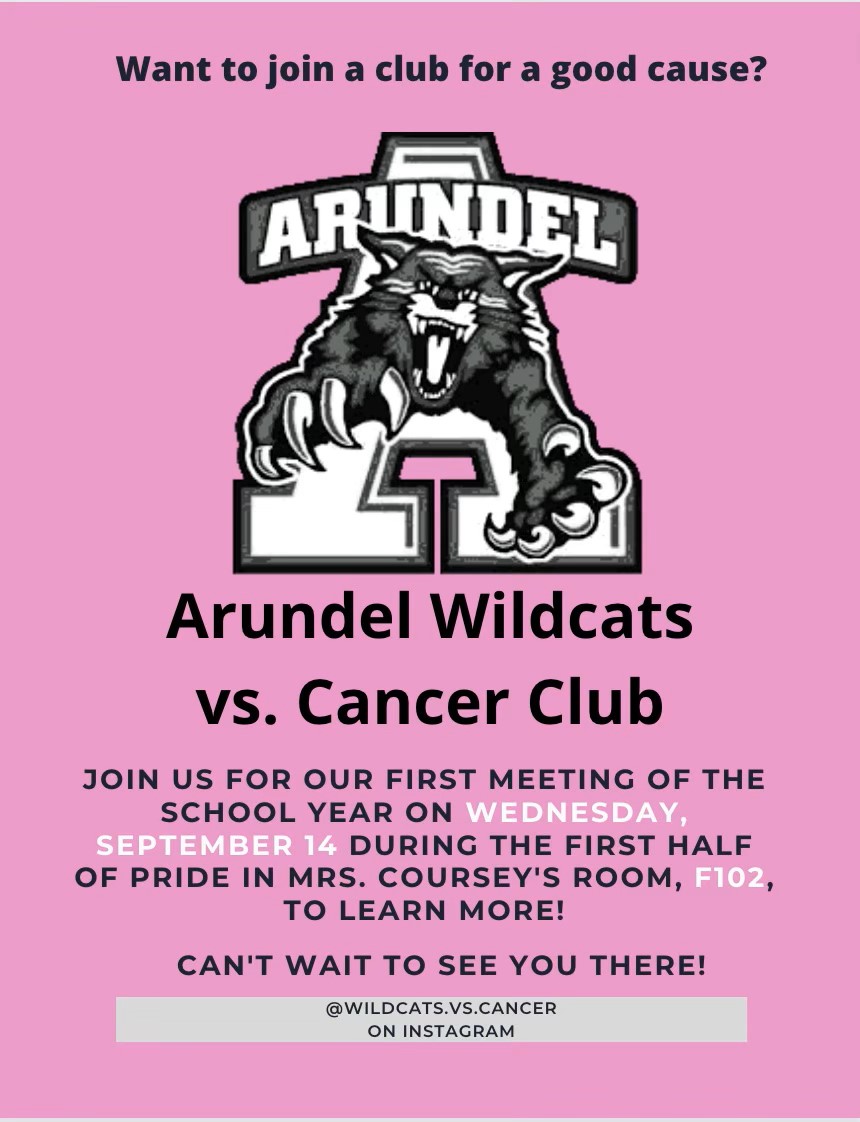 Want to join a club for a good cause?
ARUNDEL
Arundel Wildcats
vs. Cancer Club
JOIN US FOR OUR FIRST MEETING OF THE
SCHOOL YEAR ON WEDNESDAY,
SEPTEMBER 14 DURING THE FIRST HALF
OF PRIDE IN MRS. COURSEY'S ROOM, F102,
TO LEARN MORE!
CAN'T WAIT TO SEE YOU THERE!
@WILDCATS.VS.CANCER
ON INSTAGRAM